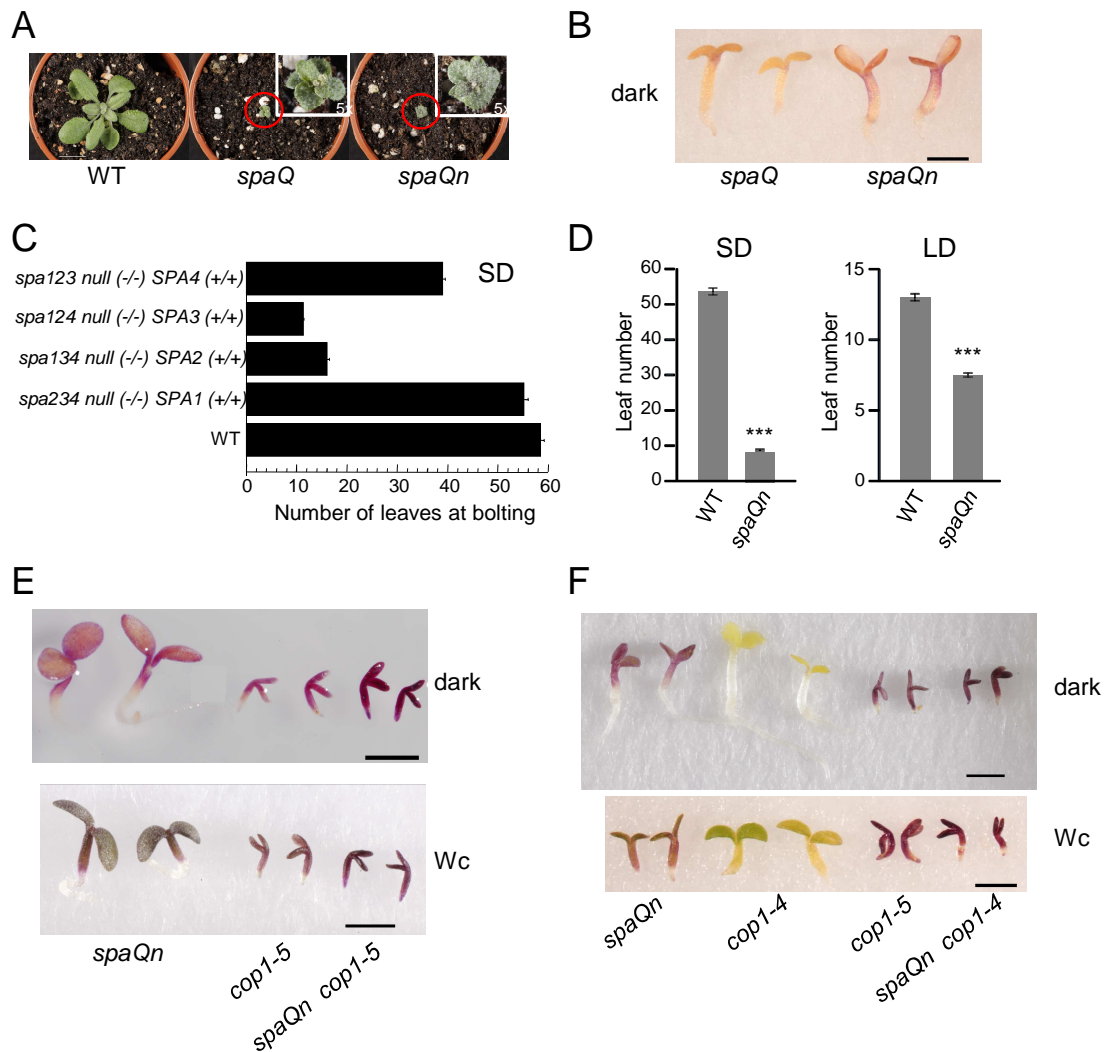 A
5x
5x
WT
spaQ
spaQn
B
dark
spaQ
spaQn
C
SD
spa123 null (-/-) SPA4 (+/+)
spa124 null (-/-) SPA3 (+/+)
spa134 null (-/-) SPA2 (+/+)
spa234 null (-/-) SPA1 (+/+)
WT
0 10 20 30 40 50 60
Number of leaves at bolting
D
SD
LD
Leaf number
60
50
40
30
20
10
0
***
WT
spaQn
Leaf number
15
10
5
0
***
WT
spaQn
E
dark
Wc
spaQn
cop1-5
spaQn cop1-5
F
dark
Wc
spaQn
cop1-4
cop1-5
spaQn cop1-4